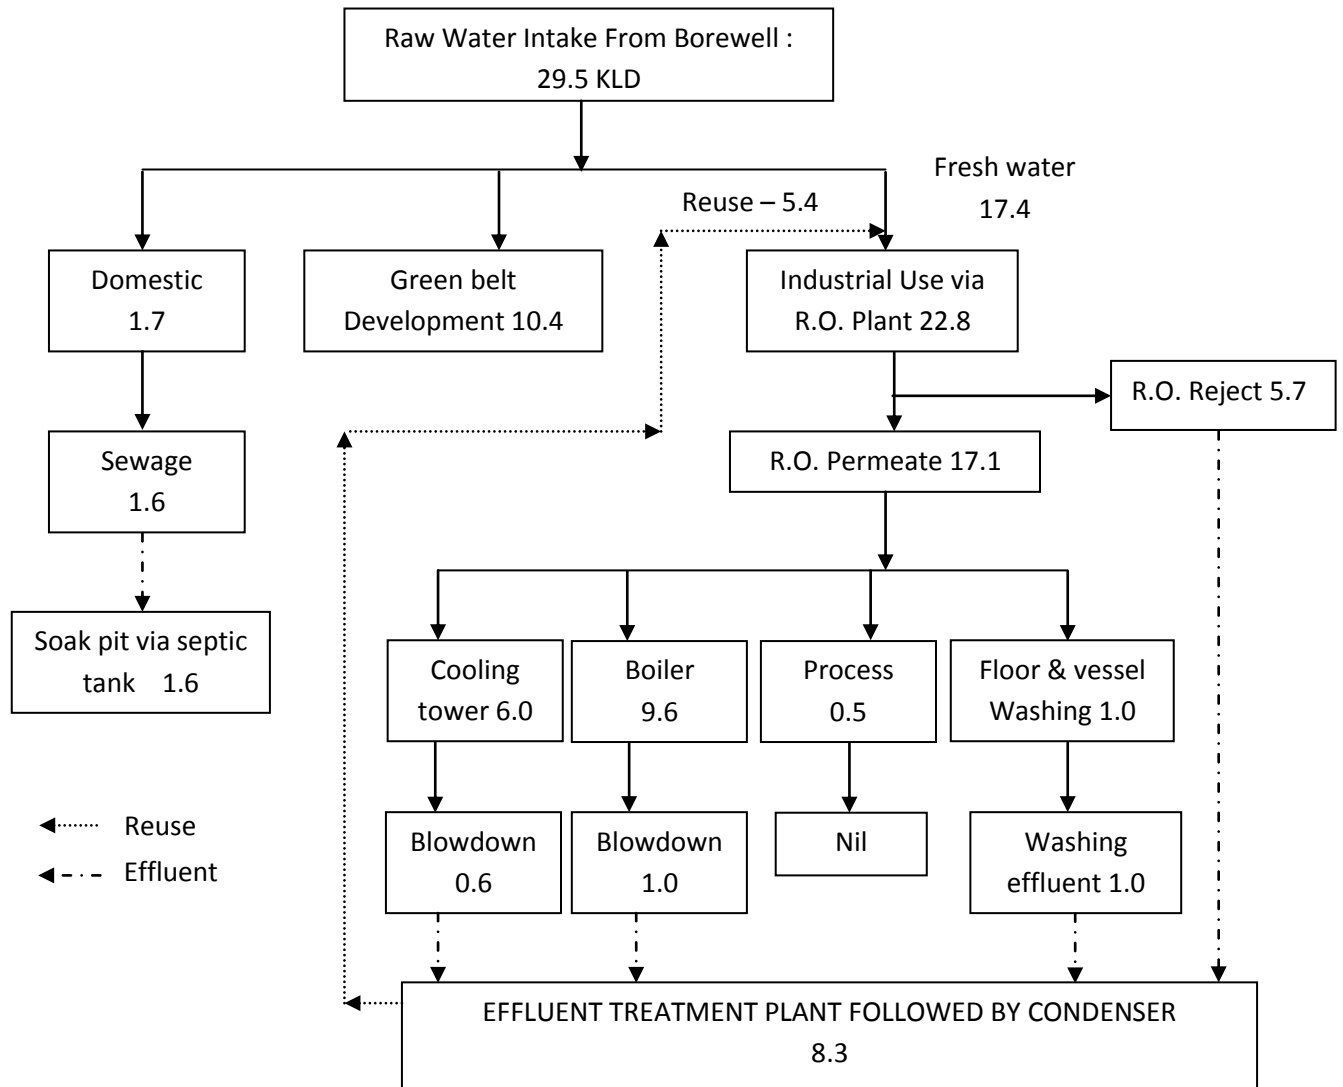 Raw Water Intake From Borewell :
29.5 KLD
Fresh water
17.4
Reuse – 5.4
Domestic
1.7
Green belt
Development 10.4
Industrial Use via
R.O. Plant 22.8
R.O. Reject 5.7
Sewage
1.6
R.O. Permeate 17.1
Soak pit via septic
tank 1.6
Cooling
tower 6.0
Boiler
9.6
Process
0.5
Floor & vessel
Washing 1.0
Reuse
Effluent
Blowdown
0.6
Blowdown
1.0
Nil
Washing
effluent 1.0
EFFLUENT TREATMENT PLANT FOLLOWED BY CONDENSER
8.3